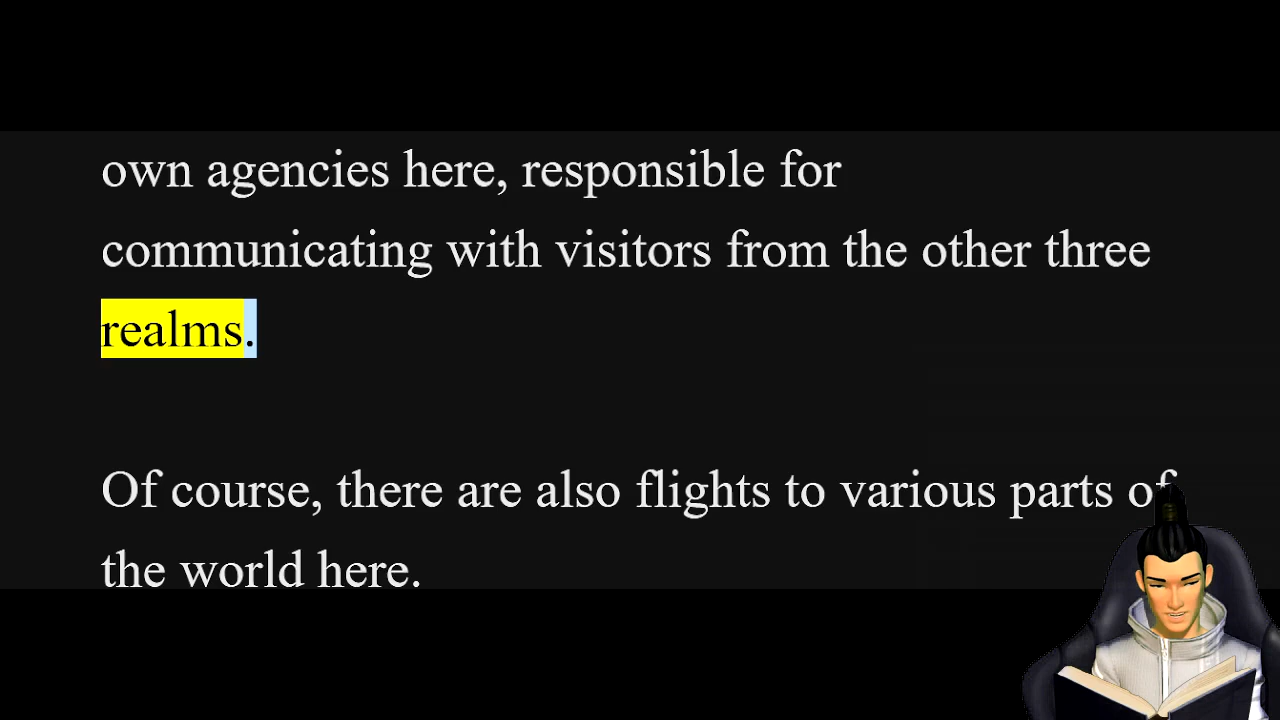 own agencies here, responsible for
communicating with visitors from the other three
realms.
Of course, there are also flights to various parts of
the world here.